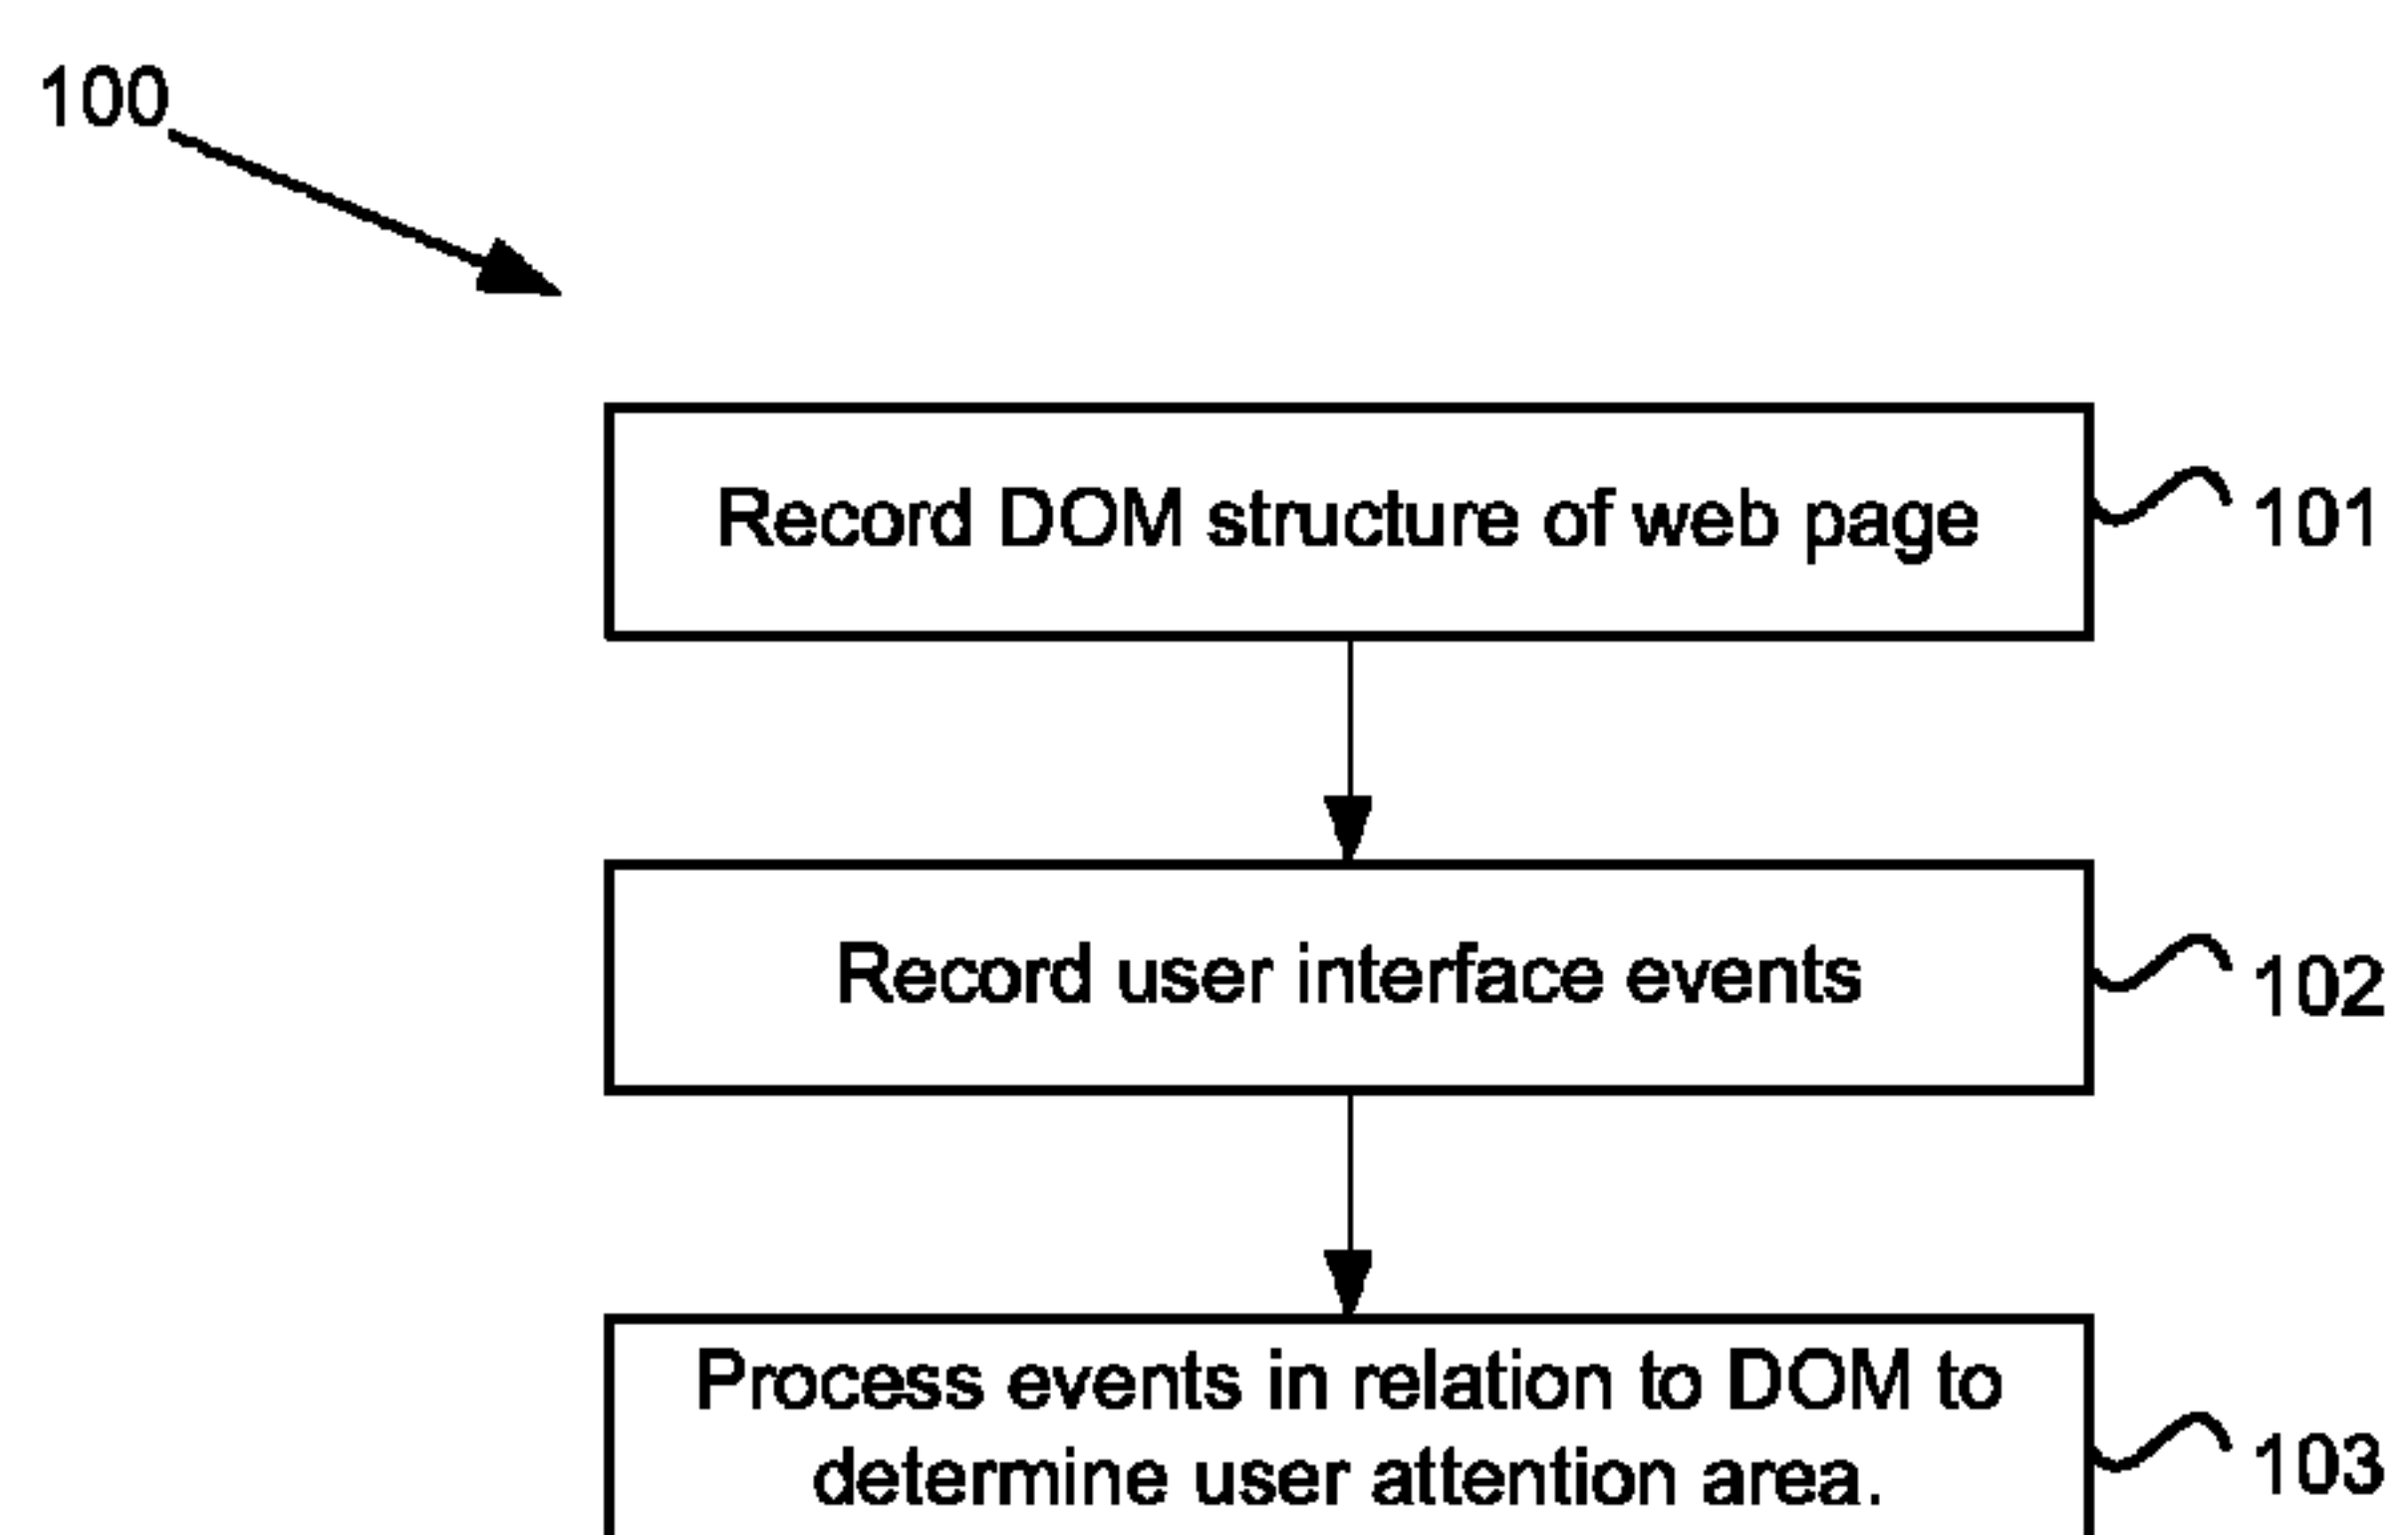 100
Record DOM structure of web page
101
Record user interface events
102
Process events in relation to DOM to
determine user attention area.
103